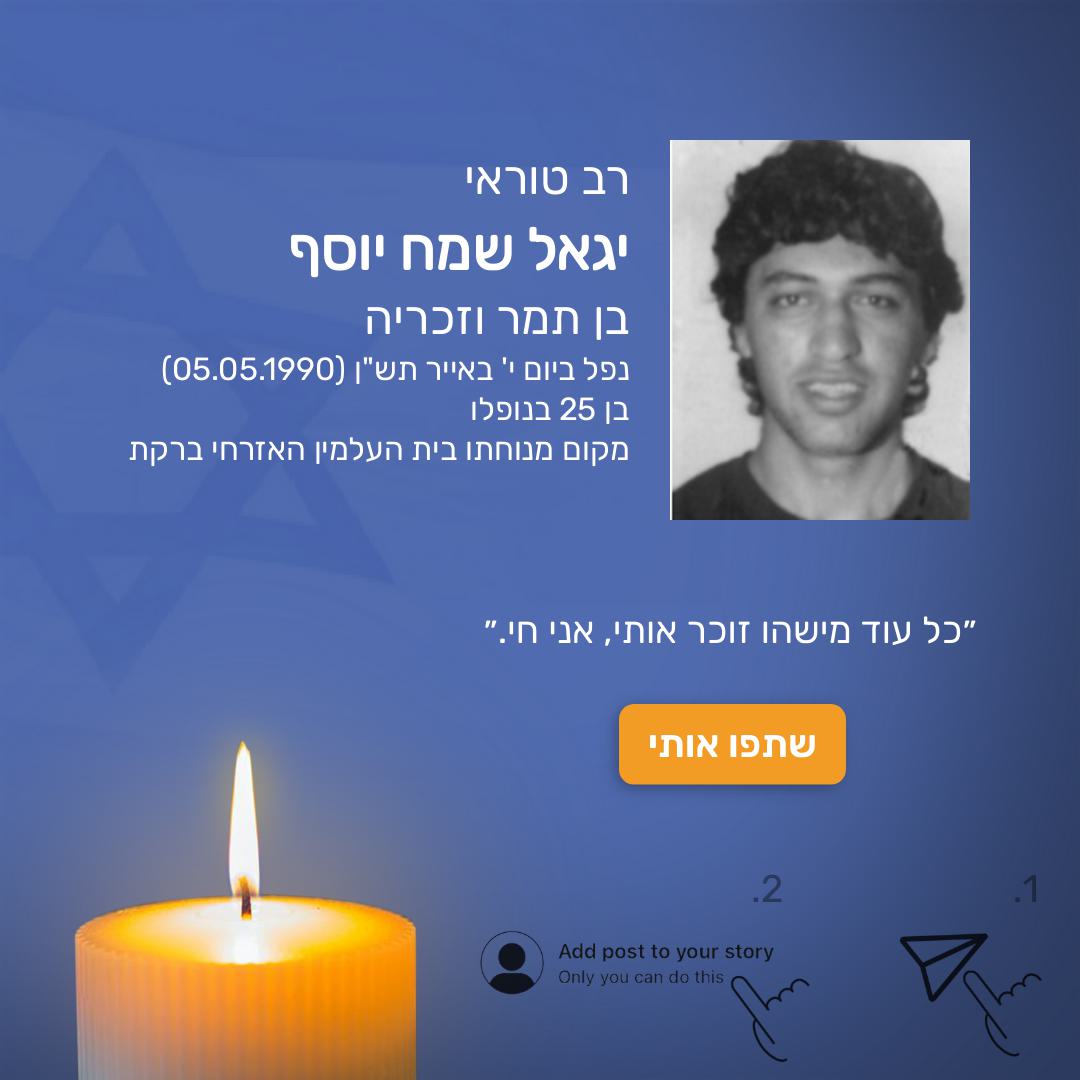 רב טוראי
יגאל שמח יוסף
בן תמר וזכריה
נפל ביום י' באייר תש"ן (05.05.1990)
בן 25 בנופלו
מקום מנוחתו בית העלמין האזרחי ברקת
״כל עוד מישהו זוכר אותי, אני חי.״
שתפו אותי
.1
.2
Add post to your story
Only you can do this